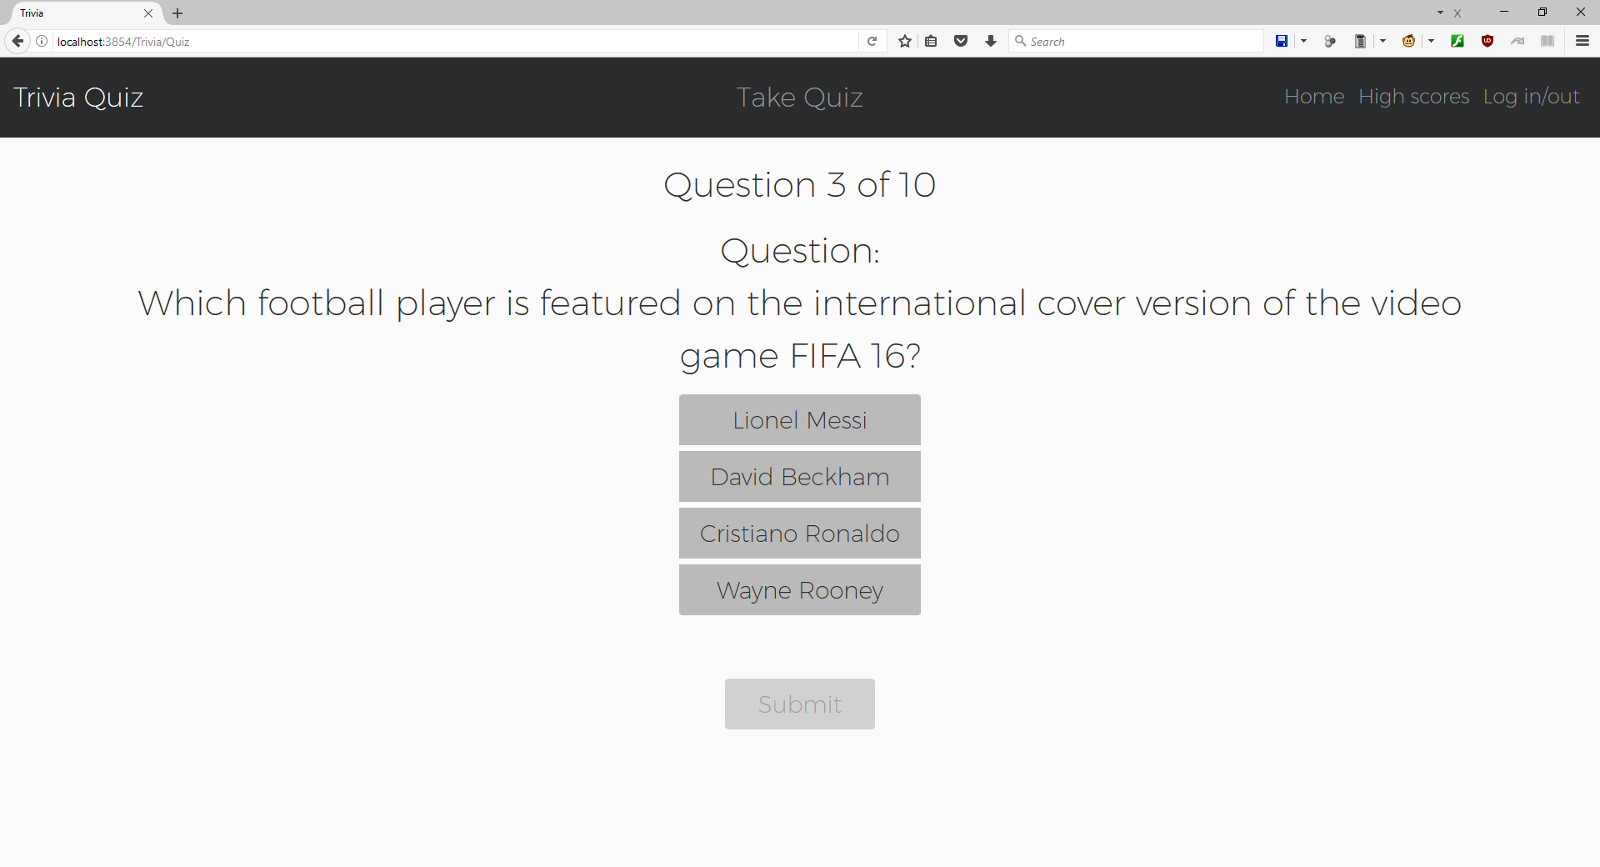 Trivia
localhost:3854/Trivia/Quiz
Search
Trivia Quiz
Take Quiz
Home High scores Log in/out
Question 3 of 10
Question:
Which football player is featured on the international cover version of the video
game FIFA 16?
Lionel Messi
David Beckham
Cristiano Ronaldo
Wayne Rooney
Submit